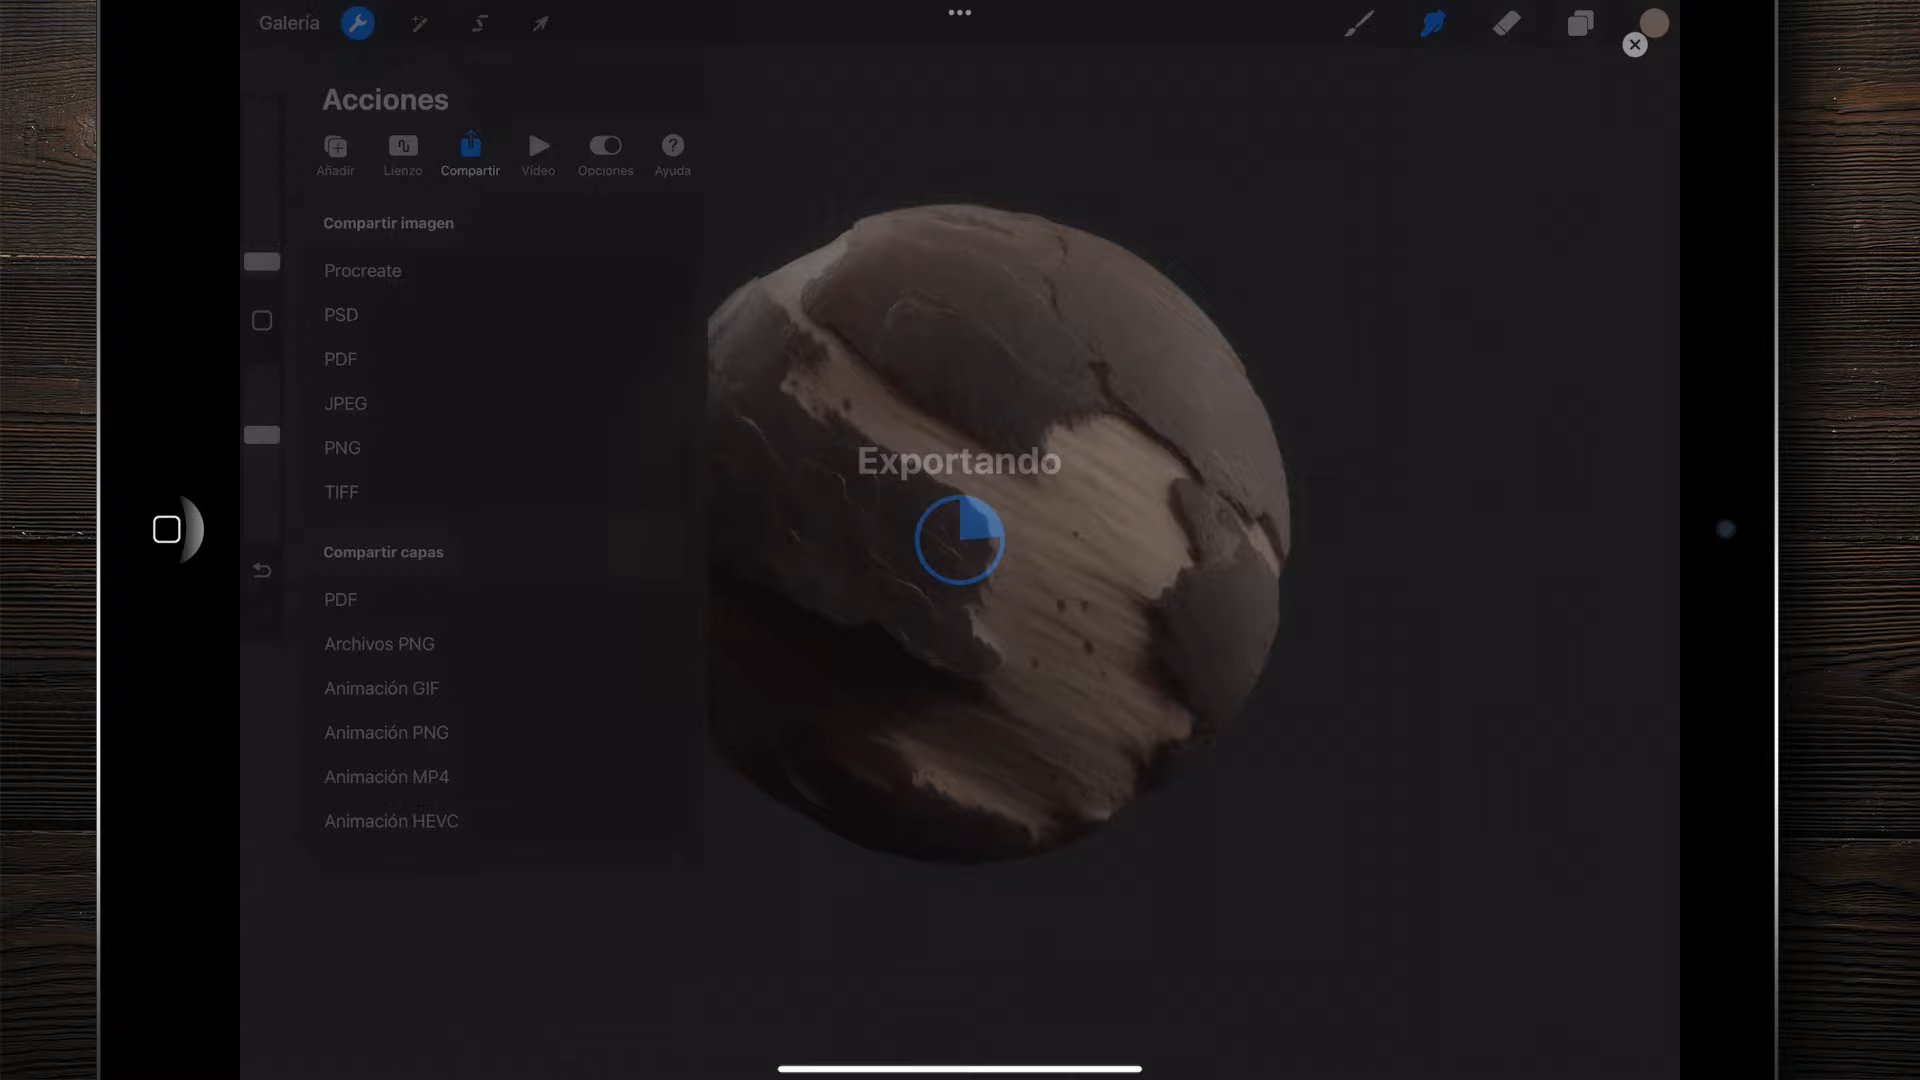 Galería
Acciones
Añadir
Lienzo
Compartir
Vídeo
Opciones
Ayuda
Compartir imagen
Procreate
PSD
PDF
JPEG
PNG
TIFF
Exportando
Compartir capas
PDF
Archivos PNG
Animación GIF
Animación PNG
Animación MP4
Animación HEVC